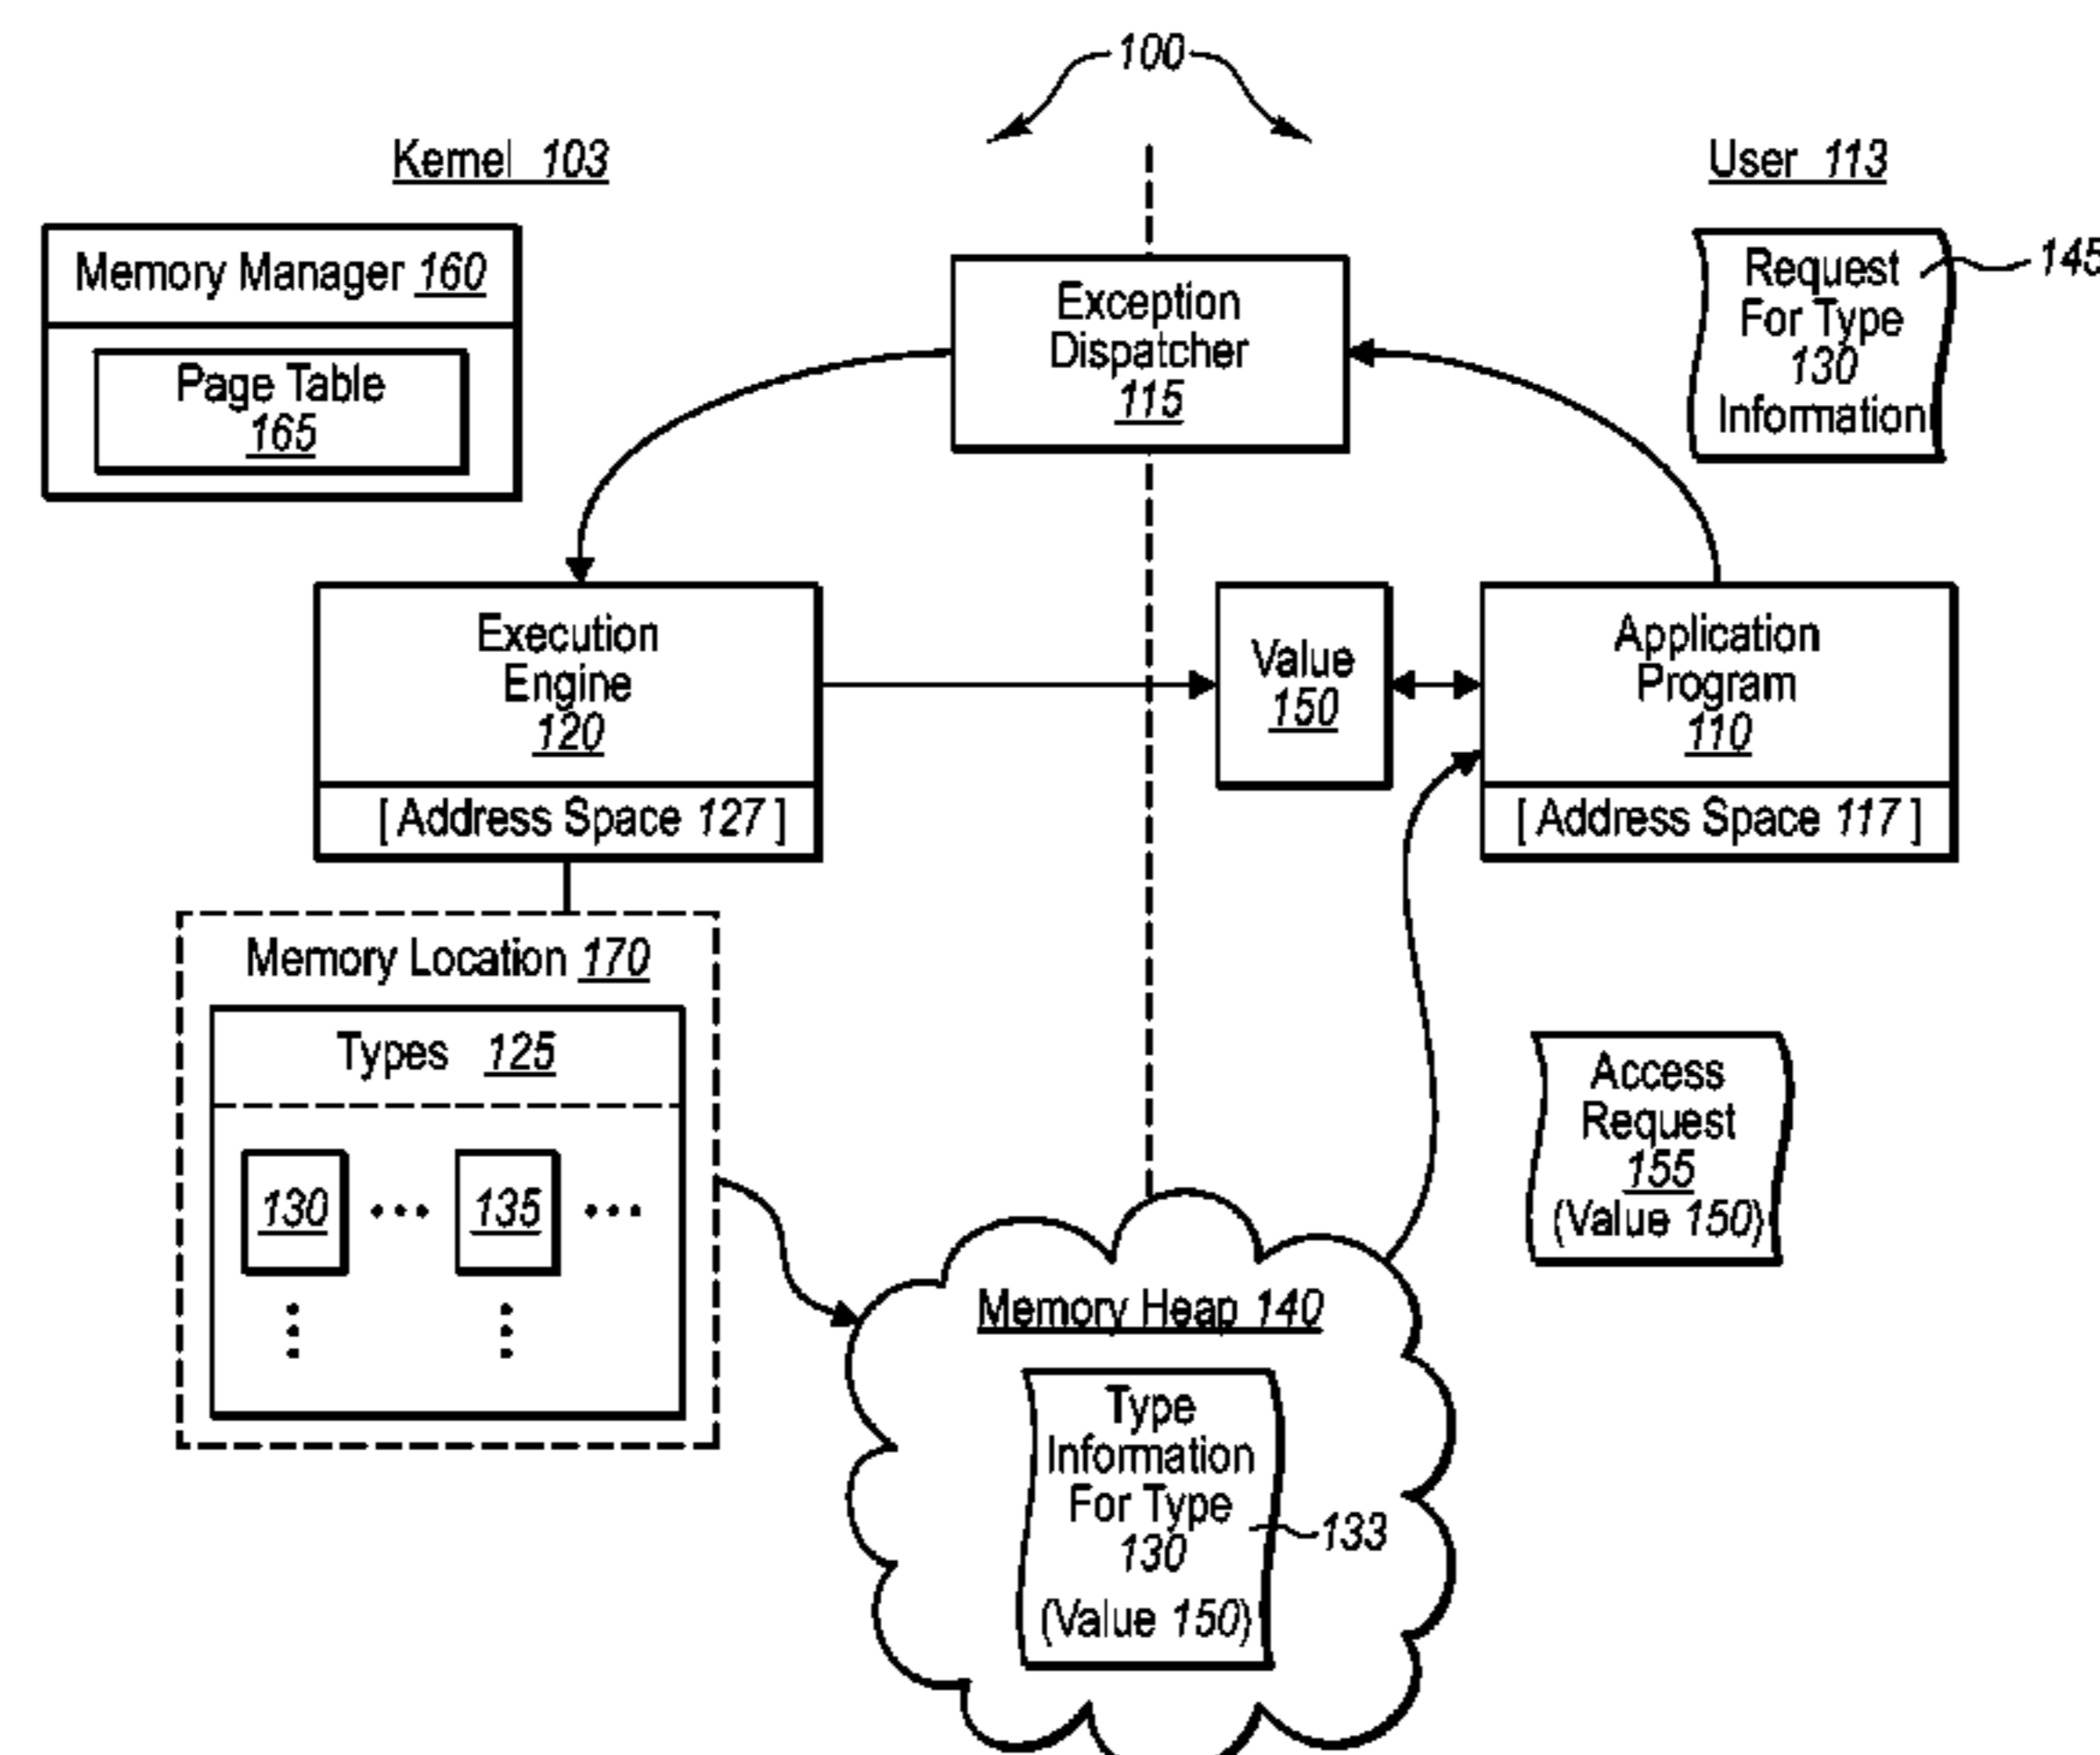 100
Kernel 103
User 113
Memory Manager 160
Page Table
165
Exception
Dispatcher
115
Request
For Type
130
Information
145
Execution
Engine
120
[ Address Space 127 ]
Value
150
Application
Program
110
[ Address Space 117 ]
Memory Location 170
Types 125
130 ••• 135 •••
Access
Request
155
(Value 150)
Memory Heap 140
Type
Information
For Type
130
(Value 150)
133